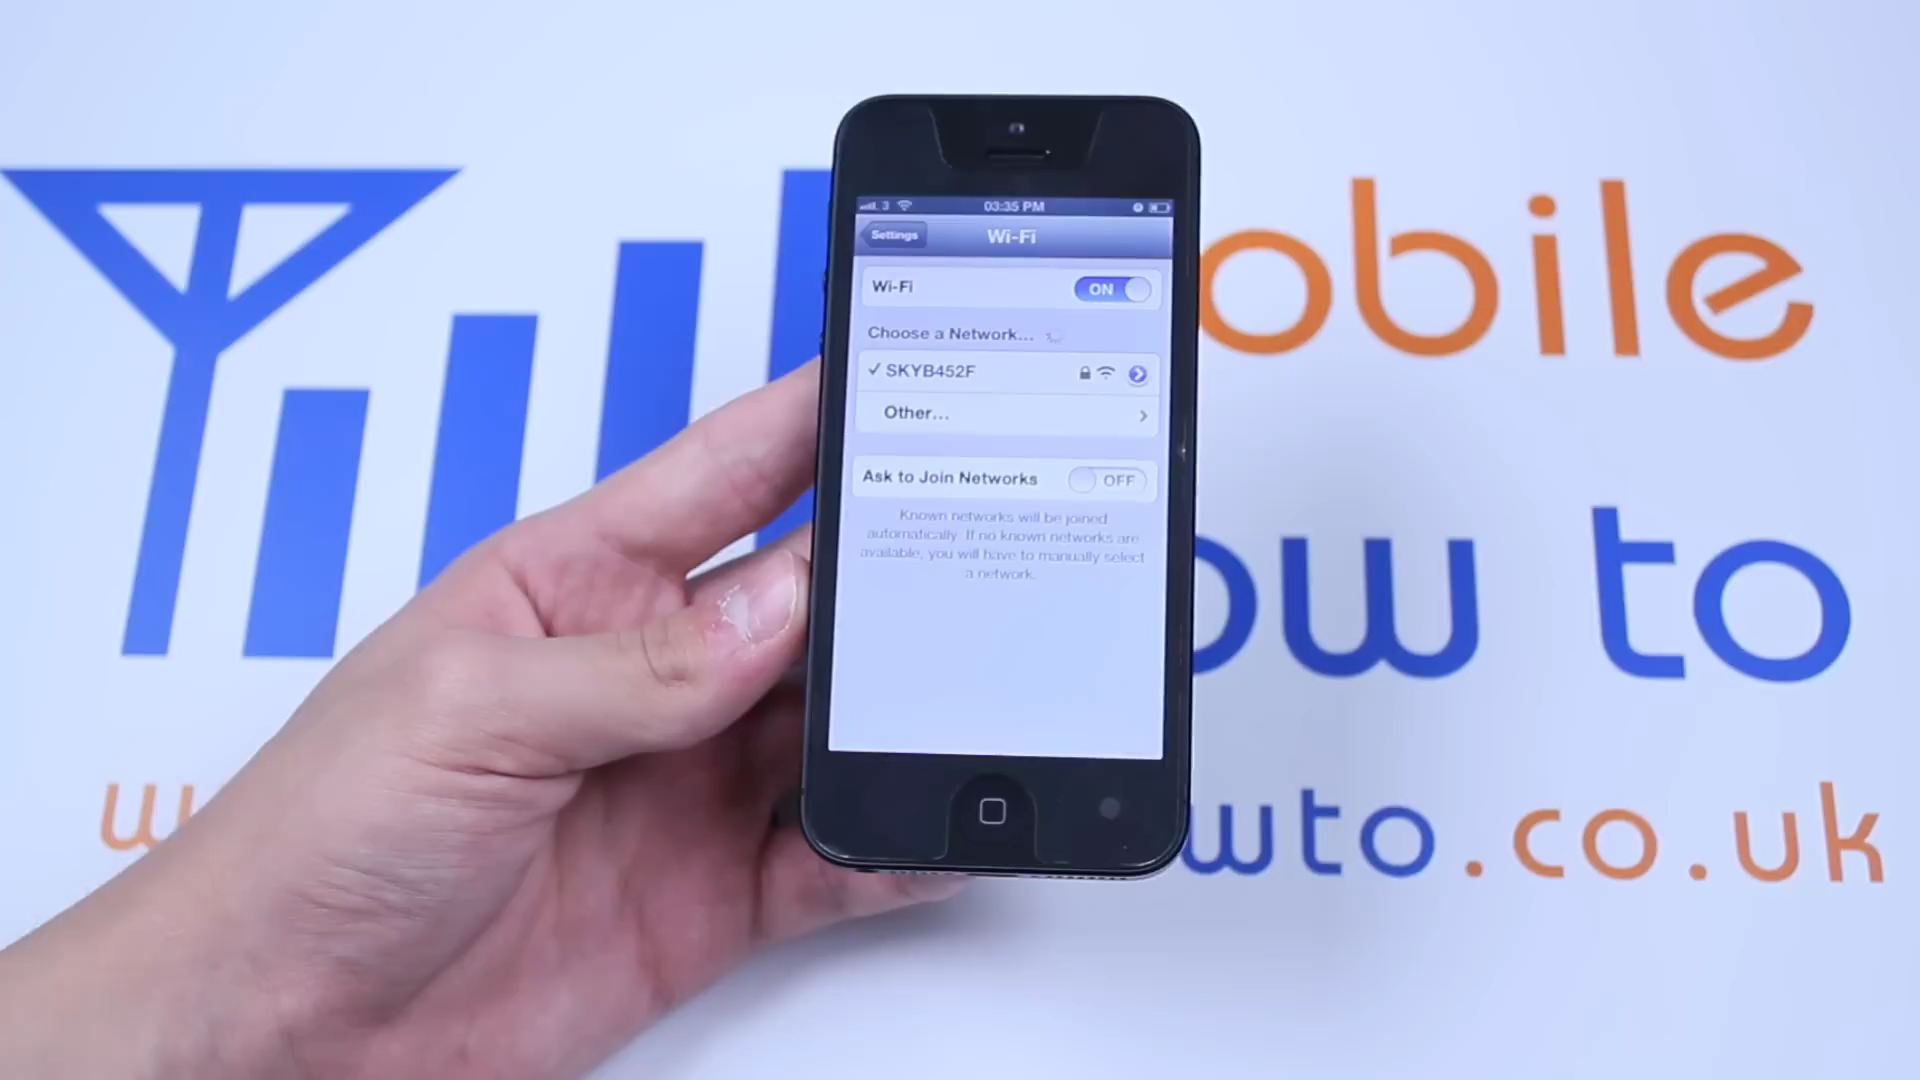 3 03:35 PM
Settings Wi-Fi
Wi-Fi ON
Choose a Network...
SKYB452F
Other...
Ask to Join Networks OFF
Known networks will be joined
automatically. If no known networks are
available, you will have to manually select
a network.
obile
ow to
w wto.co.uk